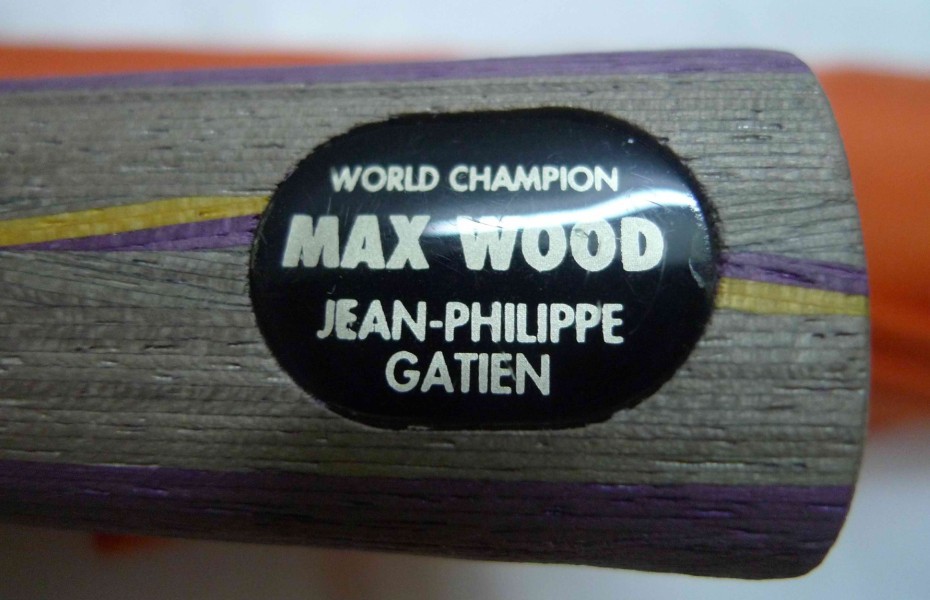 WORLD CHAMPION
MAX WOOD
JEAN-PHILIPPE
GATIEN